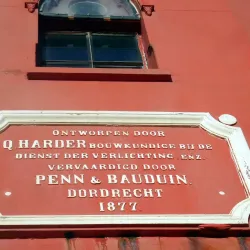 ONTWORPEN DOOR
Q. HARDER BOUWKUNDIGE BIJ DE
DIENST DER VERLICHTING ENZ.
VERVAARDIGD DOOR
PENN & BAUDUIN.
DORDRECHT
1877.